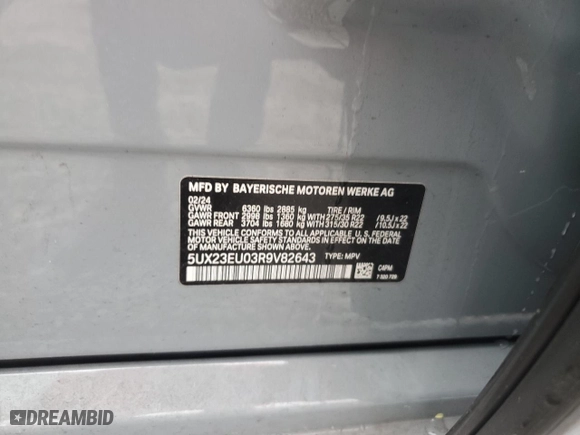 MFD BY BAYERISCHE MOTOREN WERKE AG
02/24
GVWR 6360 lbs 2885 kg TIRE / RIM
GAWR FRONT 2998 lbs 1360 kg WITH 275/35 R22 / 9.5J x 22
GAWR REAR 3704 lbs 1680 kg WITH 315/30 R22 / 10.5J x 22
THIS VEHICLE CONFORMS TO ALL APPLICABLE U.S. FEDERAL
MOTOR VEHICLE SAFETY STANDARDS IN EFFECT ON
THE DATE OF MANUFACTURE SHOWN ABOVE.
5UX23EU03R9V82643 TYPE: MPV
DREAMBID